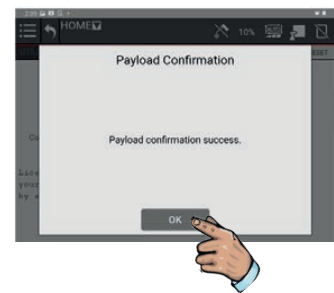 HOME
10%
Payload Confirmation
Payload confirmation success.
OK